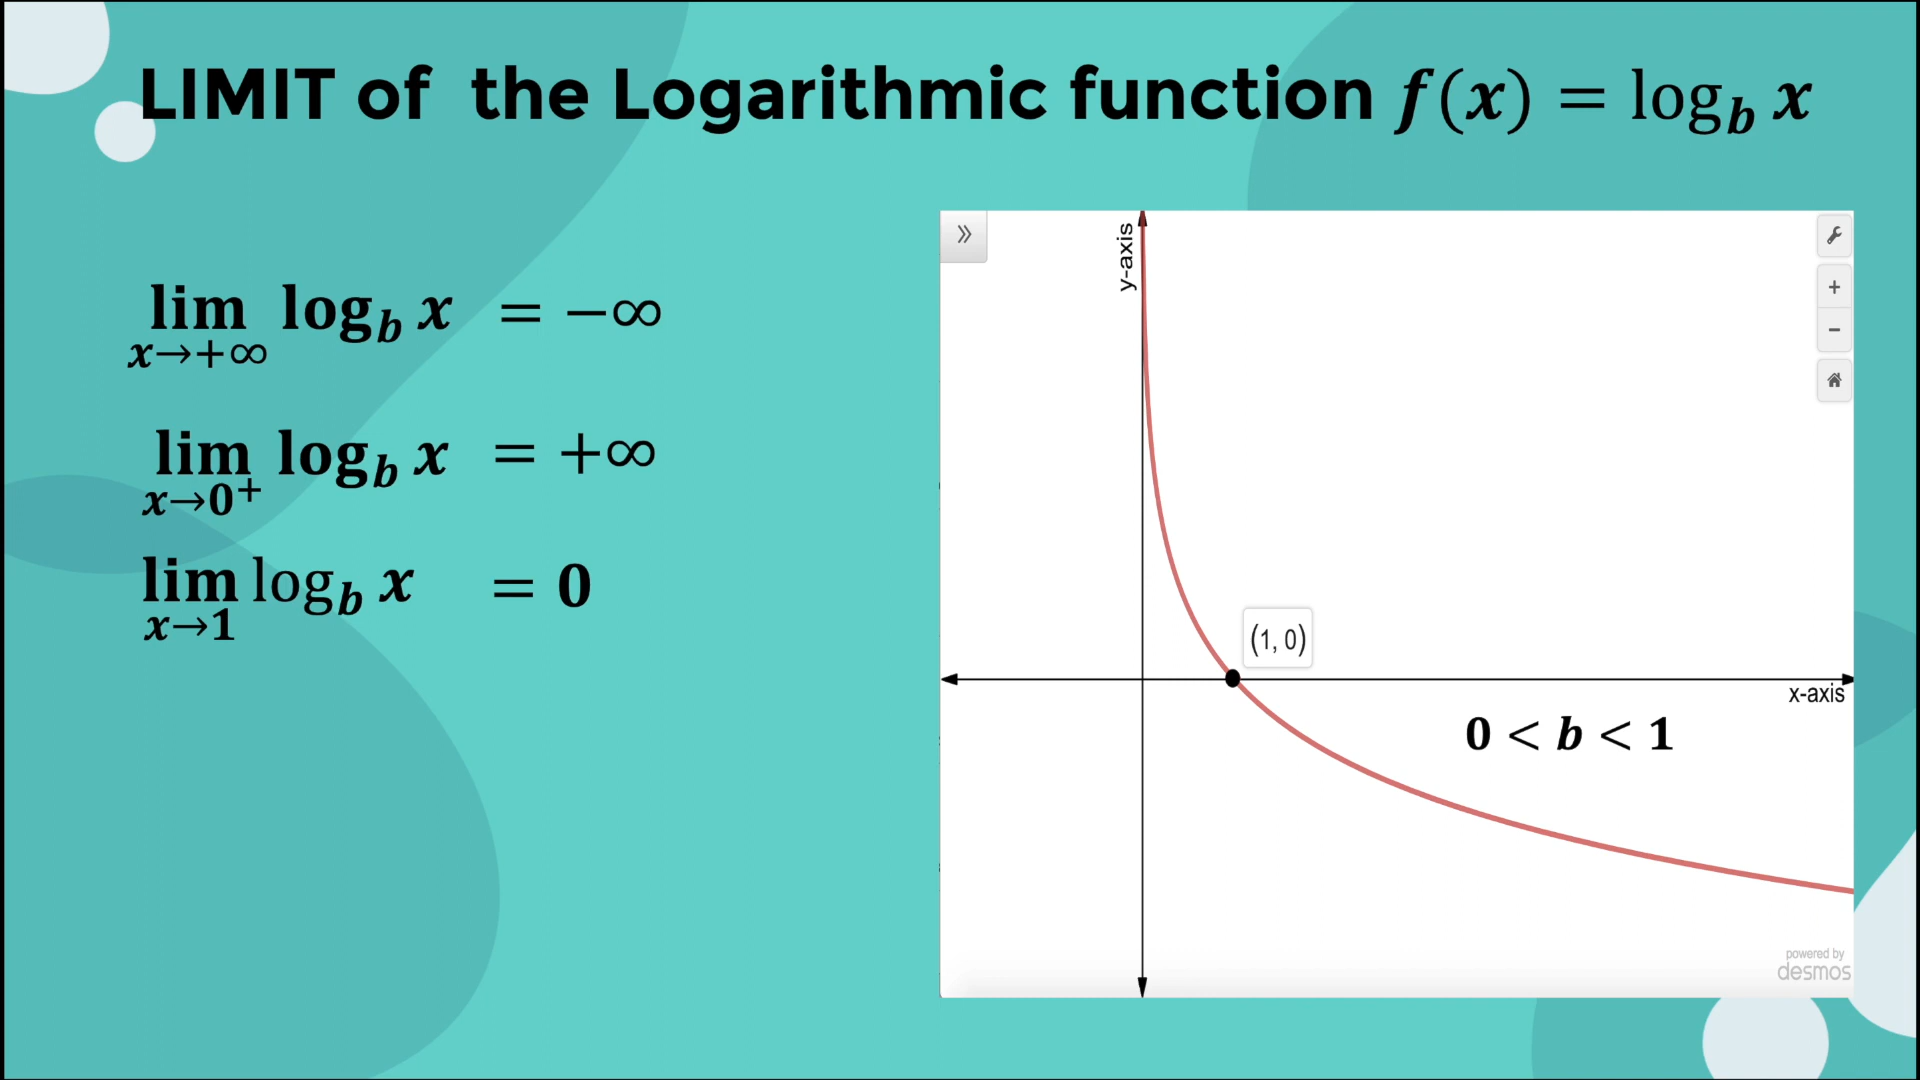 LIMIT of the Logarithmic function f(x) = log_b x
lim_{x→+∞} log_b x = −∞
lim_{x→0⁺} log_b x = +∞
lim_{x→1} log_b x = 0
»
y-axis
+
−
(1, 0)
x-axis
0 < b < 1
powered by
desmos